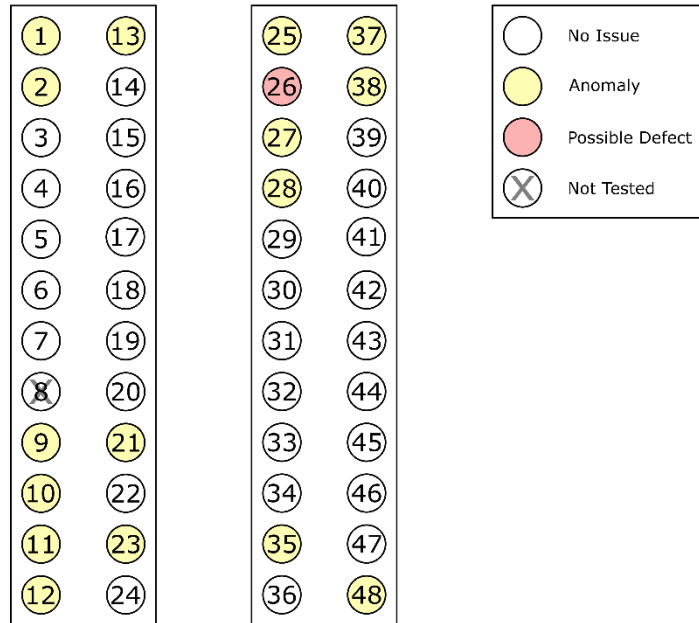 1 13 25 37 No Issue
2 14 26 38 Anomaly
3 15 27 39 Possible Defect
4 16 28 40 X Not Tested
5 17 29 41
6 18 30 42
7 19 31 43
8 20 32 44
9 21 33 45
10 22 34 46
11 23 35 47
12 24 36 48